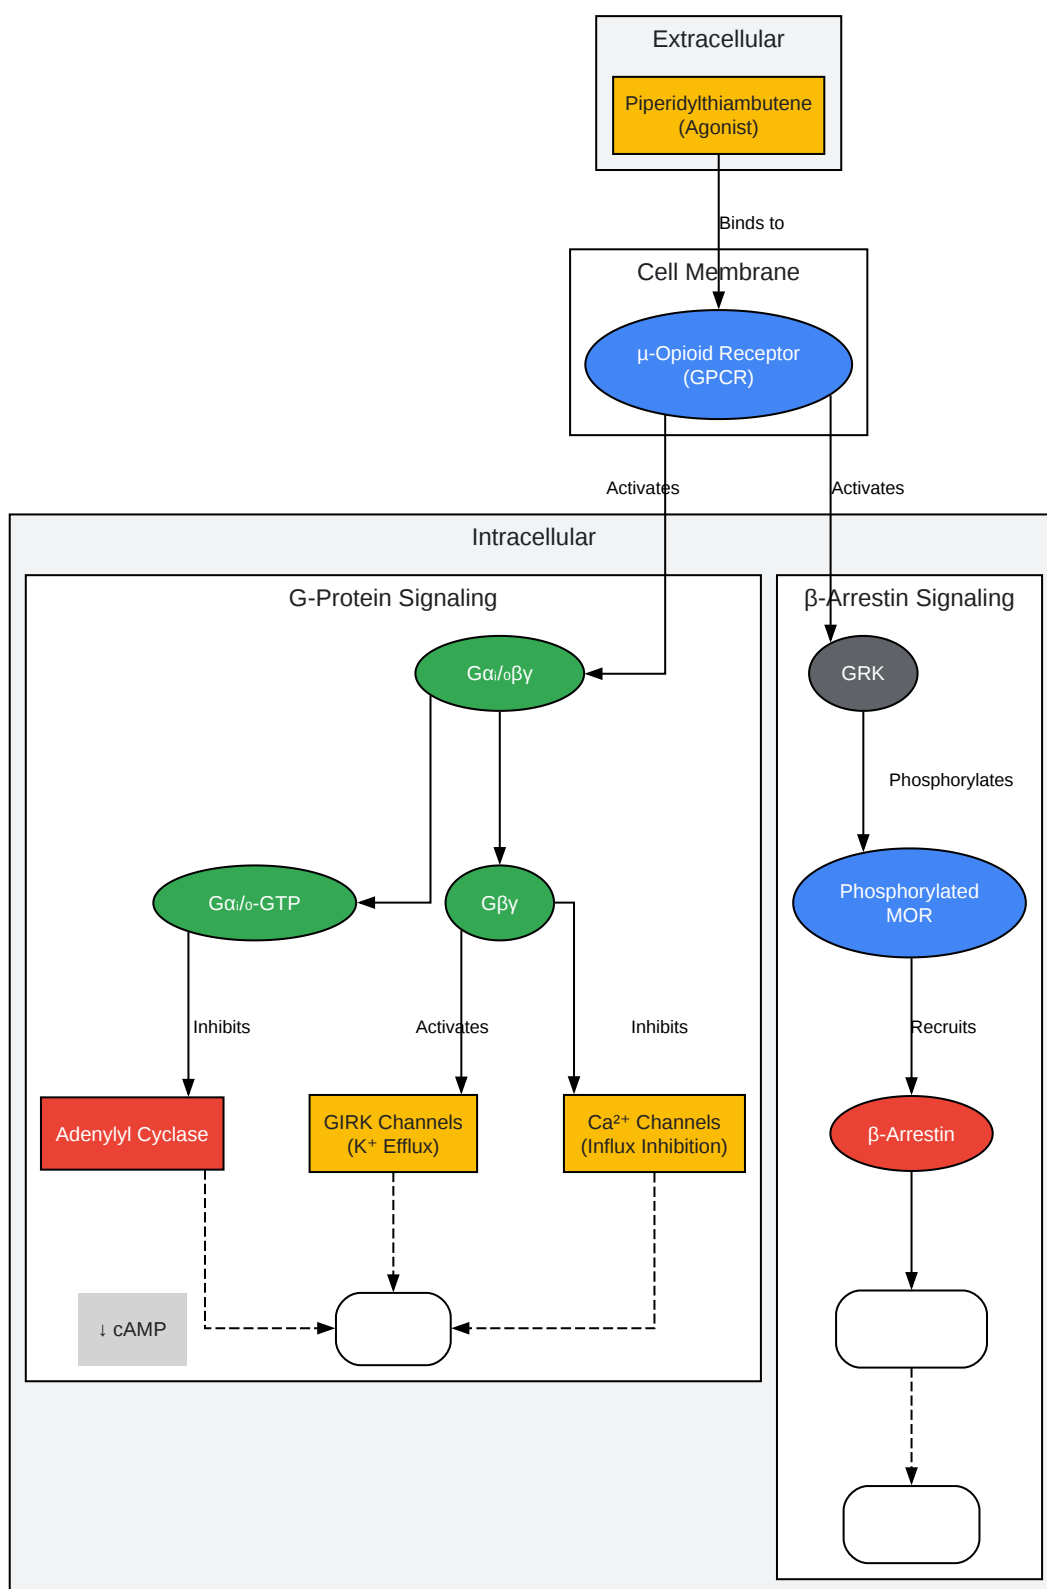 Extracellular
Piperidylthiambutene
(Agonist)
Binds to
Cell Membrane
μ-Opioid Receptor
(GPCR)
Activates
Activates
Intracellular
G-Protein Signaling
β-Arrestin Signaling
Gαᵢ/₀βγ
GRK
Phosphorylates
Gαᵢ/₀-GTP
Gβγ
Phosphorylated
MOR
Inhibits
Activates
Inhibits
Recruits
Adenylyl Cyclase
GIRK Channels
(K⁺ Efflux)
Ca²⁺ Channels
(Influx Inhibition)
β-Arrestin
↓ cAMP